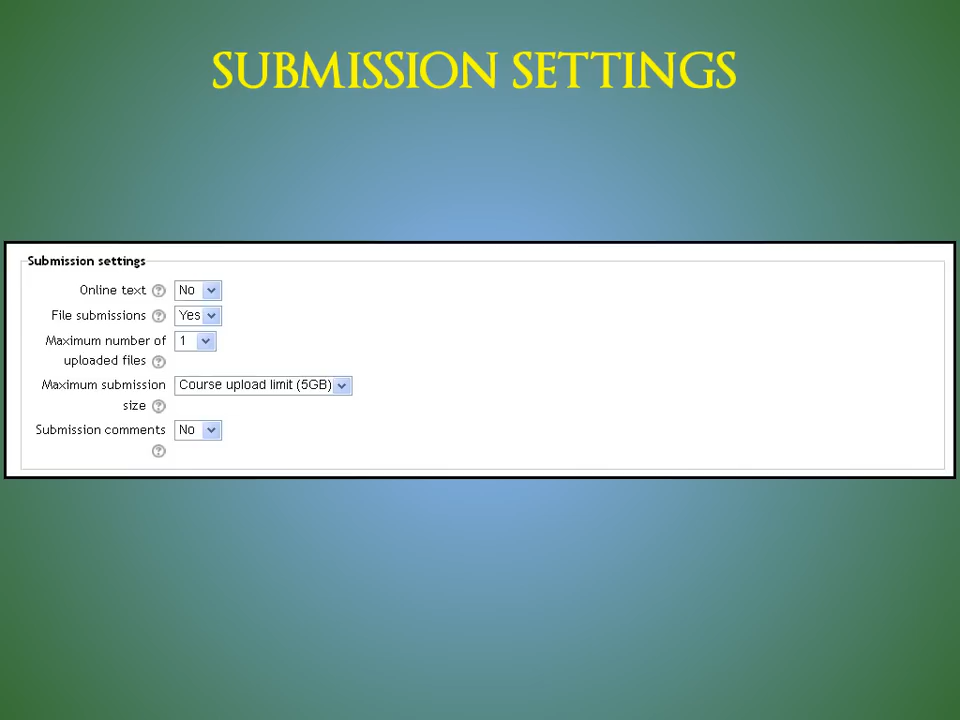 SUBMISSION SETTINGS
Submission settings
Online text ? No
File submissions ? Yes
Maximum number of 1
uploaded files ?
Maximum submission Course upload limit (5GB)
size ?
Submission comments No
?